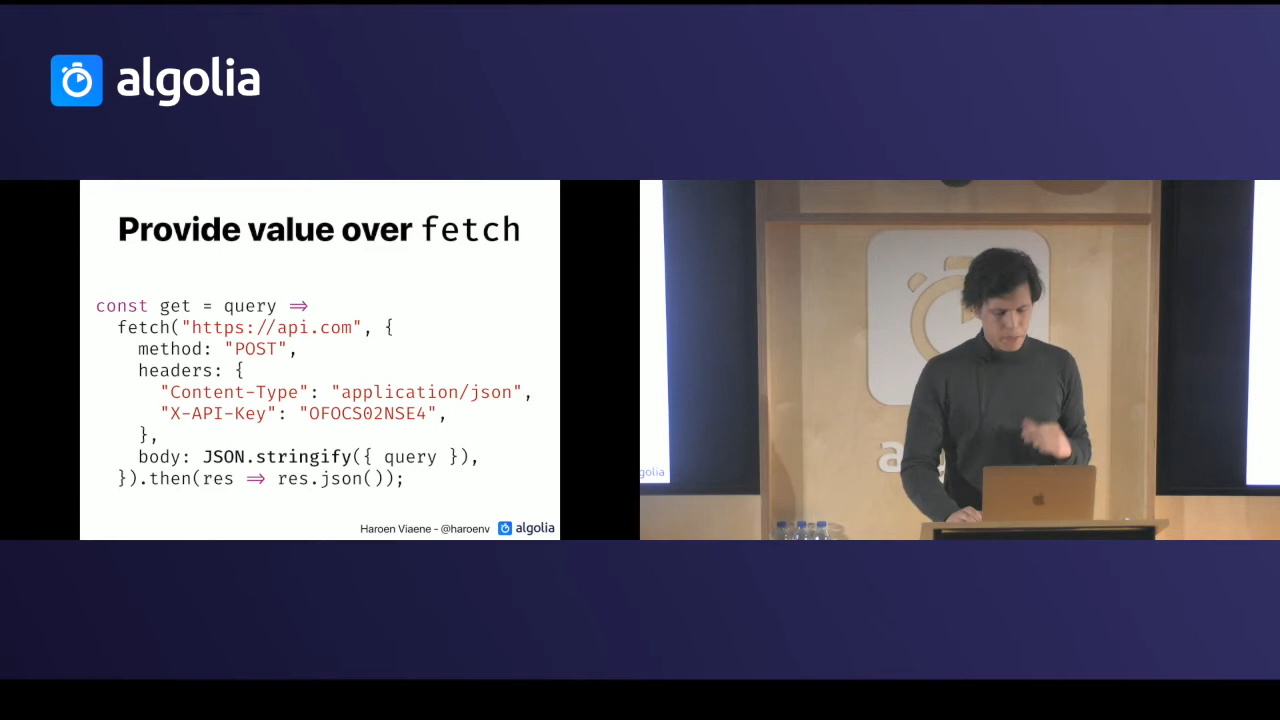 algolia
Provide value over fetch
const get = query =>
fetch("https://api.com", {
method: "POST",
headers: {
"Content-Type": "application/json",
"X-API-Key": "OFOCS02NSE4",
},
body: JSON.stringify({ query }),
}).then(res => res.json());
Haroen Viaene - @haroenv algolia
golia
a